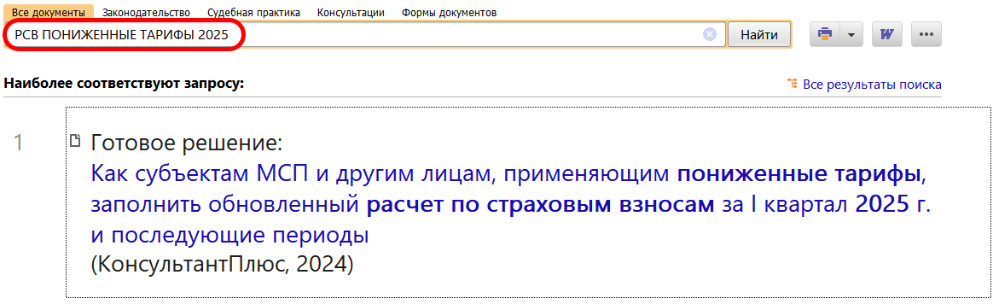 Все документы Законодательство Судебная практика Консультации Формы документов
РСВ ПОНИЖЕННЫЕ ТАРИФЫ 2025 Найти W
Наиболее соответствуют запросу: Все результаты поиска
1 Готовое решение:
Как субъектам МСП и другим лицам, применяющим пониженные тарифы,
заполнить обновленный расчет по страховым взносам за I квартал 2025 г.
и последующие периоды
(КонсультантПлюс, 2024)